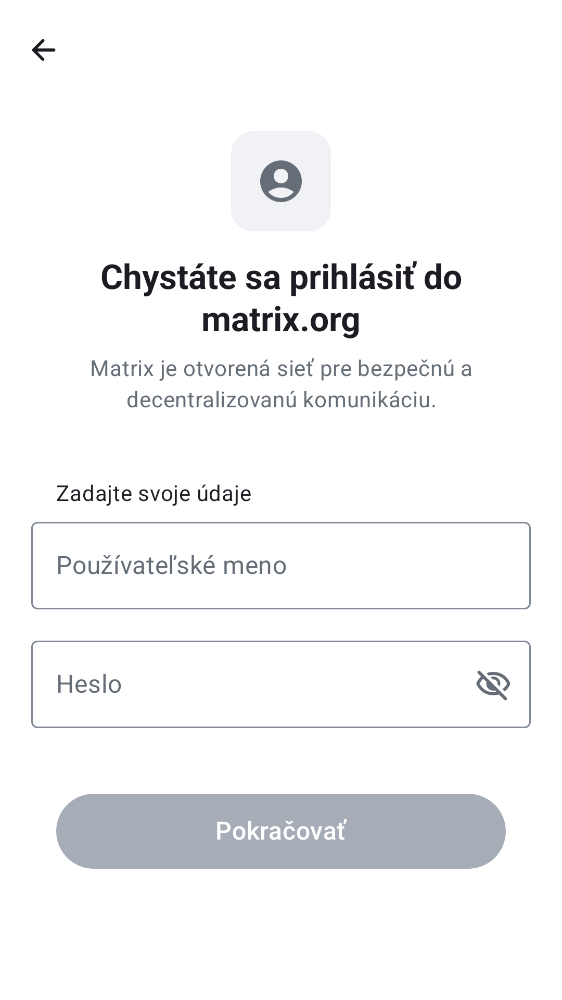 Chystáte sa prihlásiť do
matrix.org
Matrix je otvorená sieť pre bezpečnú a
decentralizovanú komunikáciu.
Zadajte svoje údaje
Používateľské meno
Heslo
Pokračovať